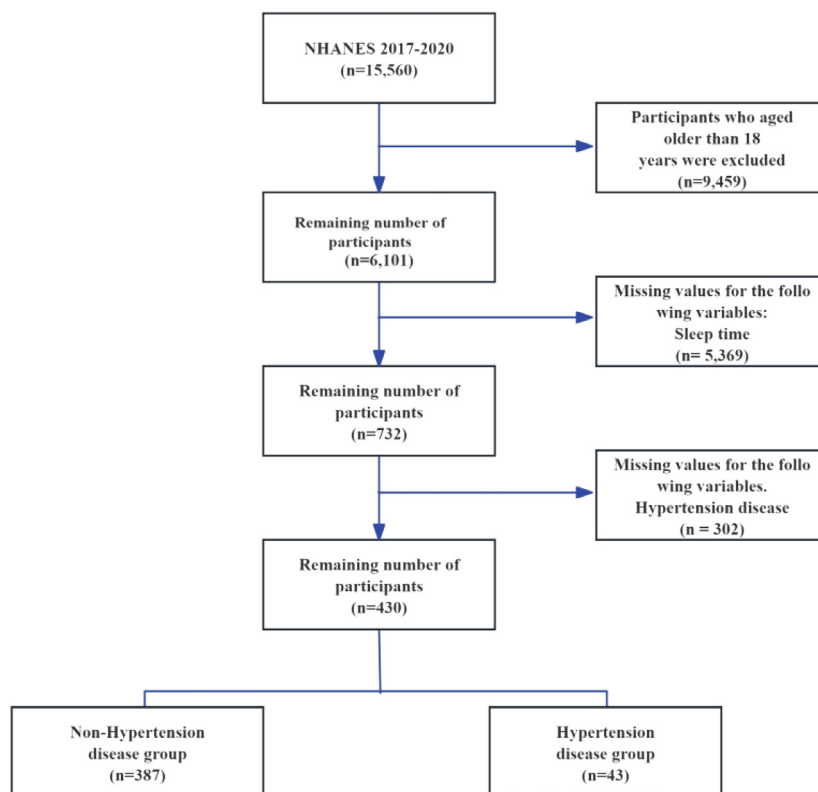 NHANES 2017-2020
(n=15,560)
Participants who aged
older than 18
years were excluded
(n=9,459)
Remaining number of
participants
(n=6,101)
Missing values for the follo
wing variables:
Sleep time
(n= 5,369)
Remaining number of
participants
(n=732)
Missing values for the follo
wing variables.
Hypertension disease
(n = 302)
Remaining number of
participants
(n=430)
Non-Hypertension
disease group
(n=387)
Hypertension
disease group
(n=43)